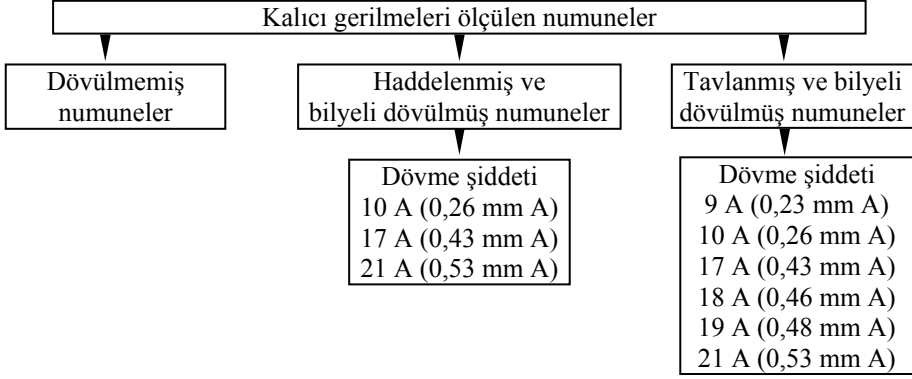 Kalıcı gerilmeleri ölçülen numuneler
Dövülmemiş
numuneler
Haddelenmiş ve
bilyeli dövülmüş numuneler
Tavlanmış ve bilyeli
dövülmüş numuneler
Dövme şiddeti
10 A (0,26 mm A)
17 A (0,43 mm A)
21 A (0,53 mm A)
Dövme şiddeti
9 A (0,23 mm A)
10 A (0,26 mm A)
17 A (0,43 mm A)
18 A (0,46 mm A)
19 A (0,48 mm A)
21 A (0,53 mm A)